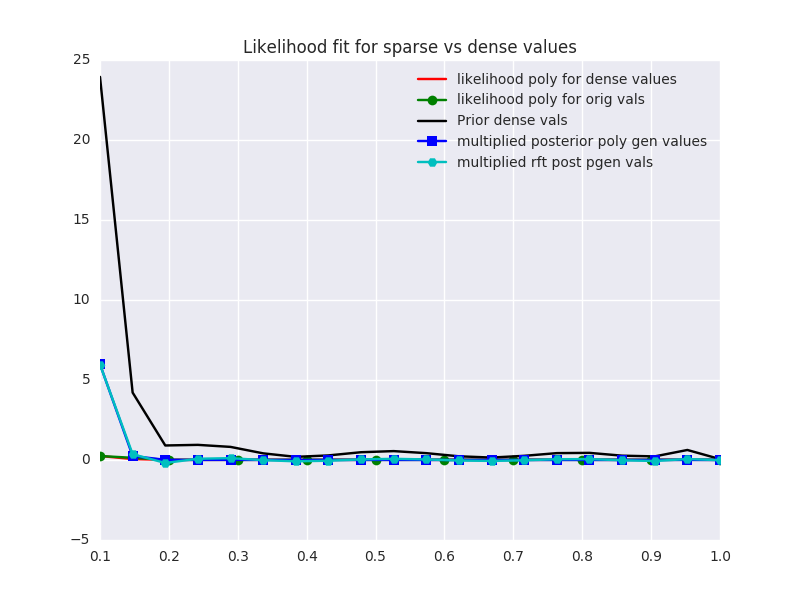 Likelihood fit for sparse vs dense values
likelihood poly for dense values
likelihood poly for orig vals
Prior dense vals
multiplied posterior poly gen values
multiplied rft post pgen vals
25
20
15
10
5
0
−5
0.1 0.2 0.3 0.4 0.5 0.6 0.7 0.8 0.9 1.0